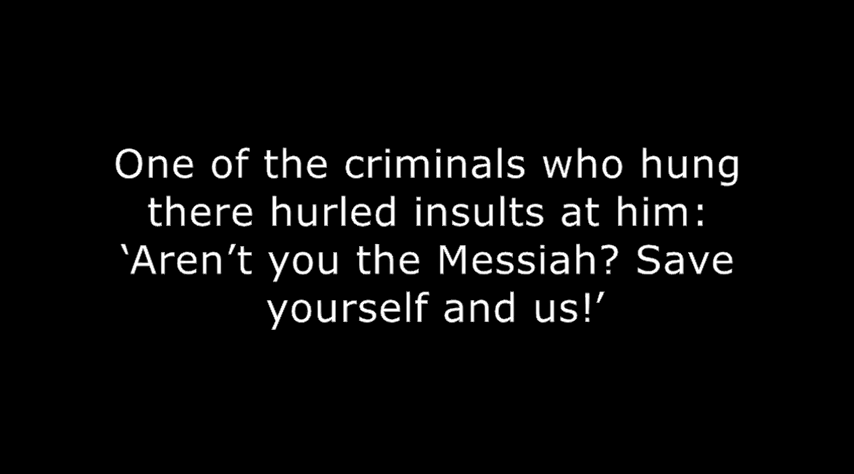 One of the criminals who hung
there hurled insults at him:
‘Aren’t you the Messiah? Save
yourself and us!’